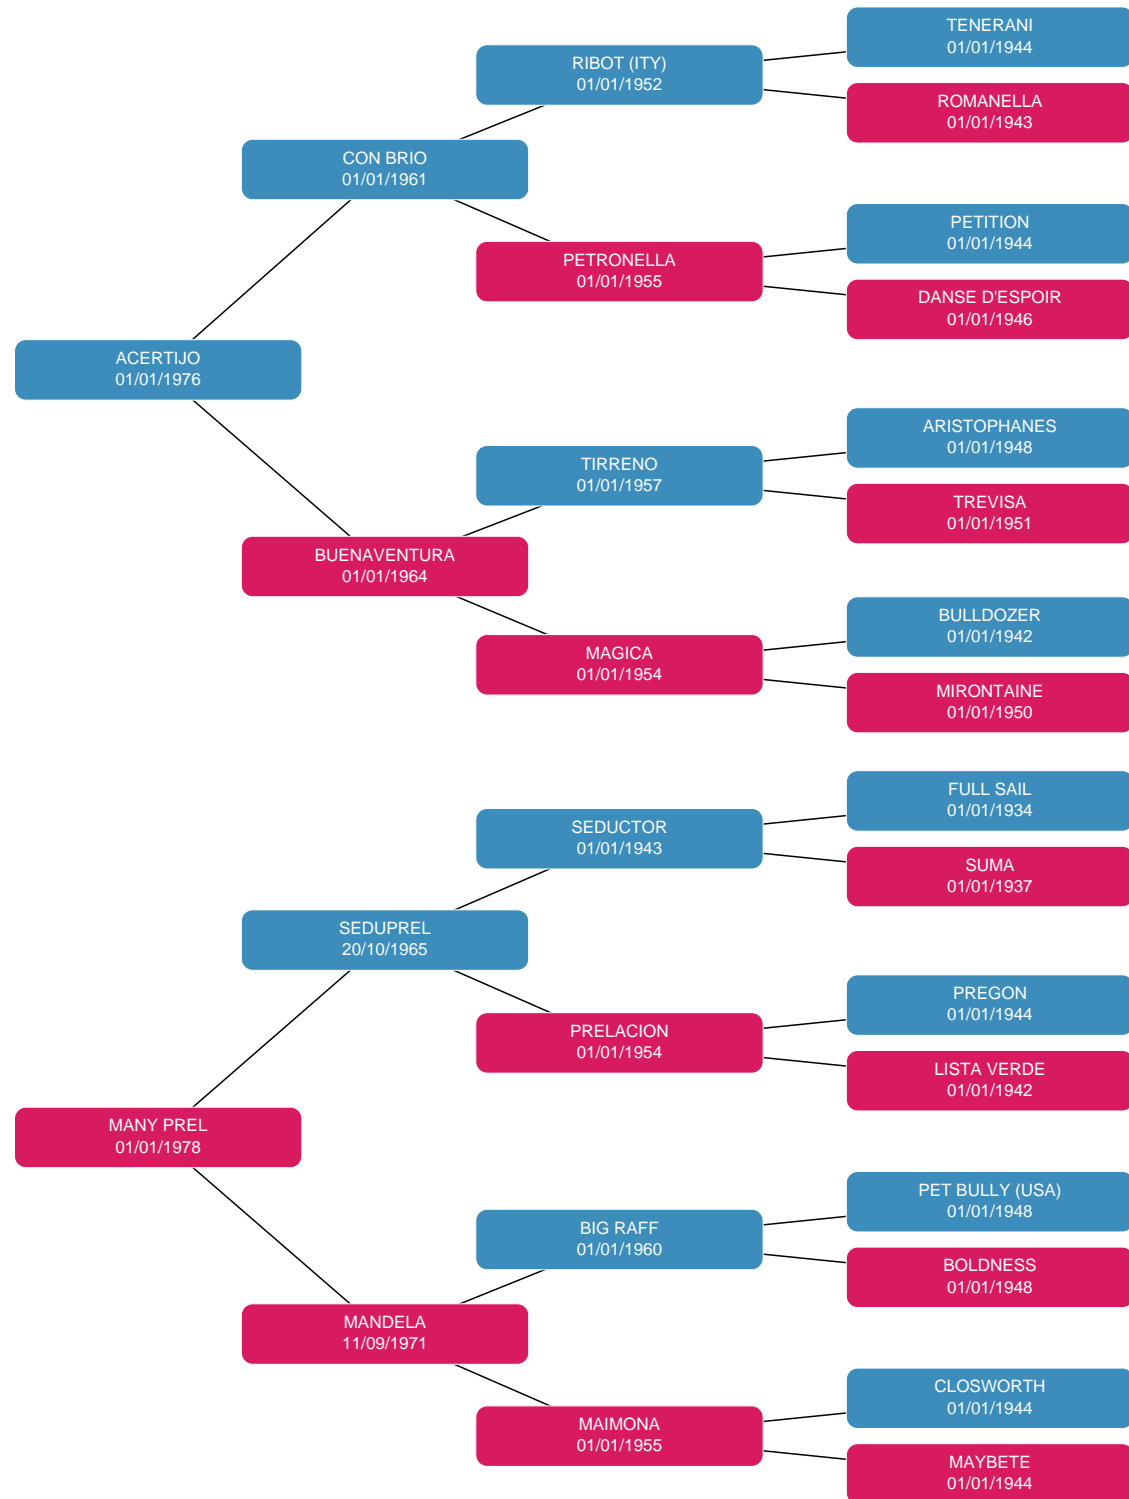 TENERANI
01/01/1944
RIBOT (ITY)
01/01/1952
ROMANELLA
01/01/1943
CON BRIO
01/01/1961
PETITION
01/01/1944
PETRONELLA
01/01/1955
DANSE D'ESPOIR
01/01/1946
ACERTIJO
01/01/1976
ARISTOPHANES
01/01/1948
TIRRENO
01/01/1957
TREVISA
01/01/1951
BUENAVENTURA
01/01/1964
BULLDOZER
01/01/1942
MAGICA
01/01/1954
MIRONTAINE
01/01/1950
FULL SAIL
01/01/1934
SEDUCTOR
01/01/1943
SUMA
01/01/1937
SEDUPREL
20/10/1965
PREGON
01/01/1944
PRELACION
01/01/1954
LISTA VERDE
01/01/1942
MANY PREL
01/01/1978
PET BULLY (USA)
01/01/1948
BIG RAFF
01/01/1960
BOLDNESS
01/01/1948
MANDELA
11/09/1971
CLOSWORTH
01/01/1944
MAIMONA
01/01/1955
MAYBETE
01/01/1944